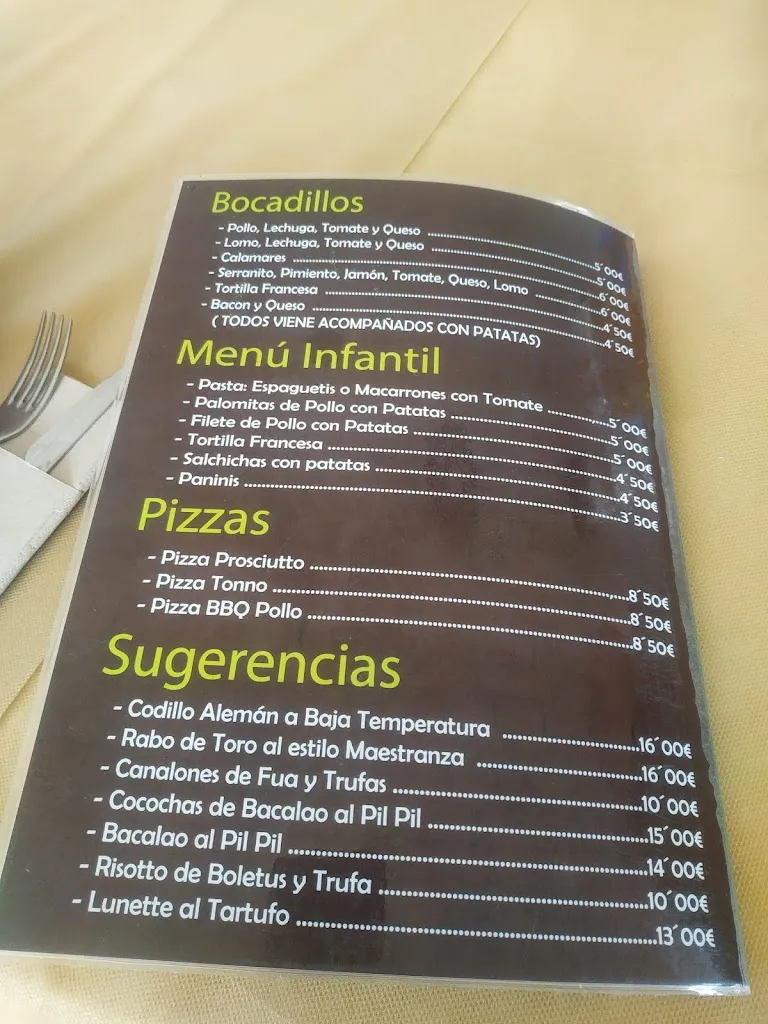 Bocadillos
- Pollo, Lechuga, Tomate y Queso ........ 5´00€
- Lomo, Lechuga, Tomate y Queso ........ 5´00€
- Calamares ........ 6´00€
- Serranito, Pimiento, Jamón, Tomate, Queso, Lomo ........ 6´00€
- Tortilla Francesa ........ 4´50€
- Bacon y Queso ........ 4´50€
( TODOS VIENE ACOMPAÑADOS CON PATATAS)
Menú Infantil
- Pasta: Espaguetis o Macarrones con Tomate ........ 5´00€
- Palomitas de Pollo con Patatas ........ 5´00€
- Filete de Pollo con Patatas ........ 5´00€
- Tortilla Francesa ........ 4´50€
- Salchichas con patatas ........ 4´50€
- Paninis ........ 3´50€
Pizzas
- Pizza Prosciutto ........ 8´50€
- Pizza Tonno ........ 8´50€
- Pizza BBQ Pollo ........ 8´50€
Sugerencias
- Codillo Alemán a Baja Temperatura ........ 16´00€
- Rabo de Toro al estilo Maestranza ........ 16´00€
- Canalones de Fua y Trufas ........ 10´00€
- Cocochas de Bacalao al Pil Pil ........ 15´00€
- Bacalao al Pil Pil ........ 14´00€
- Risotto de Boletus y Trufa ........ 10´00€
- Lunette al Tartufo ........ 13´00€